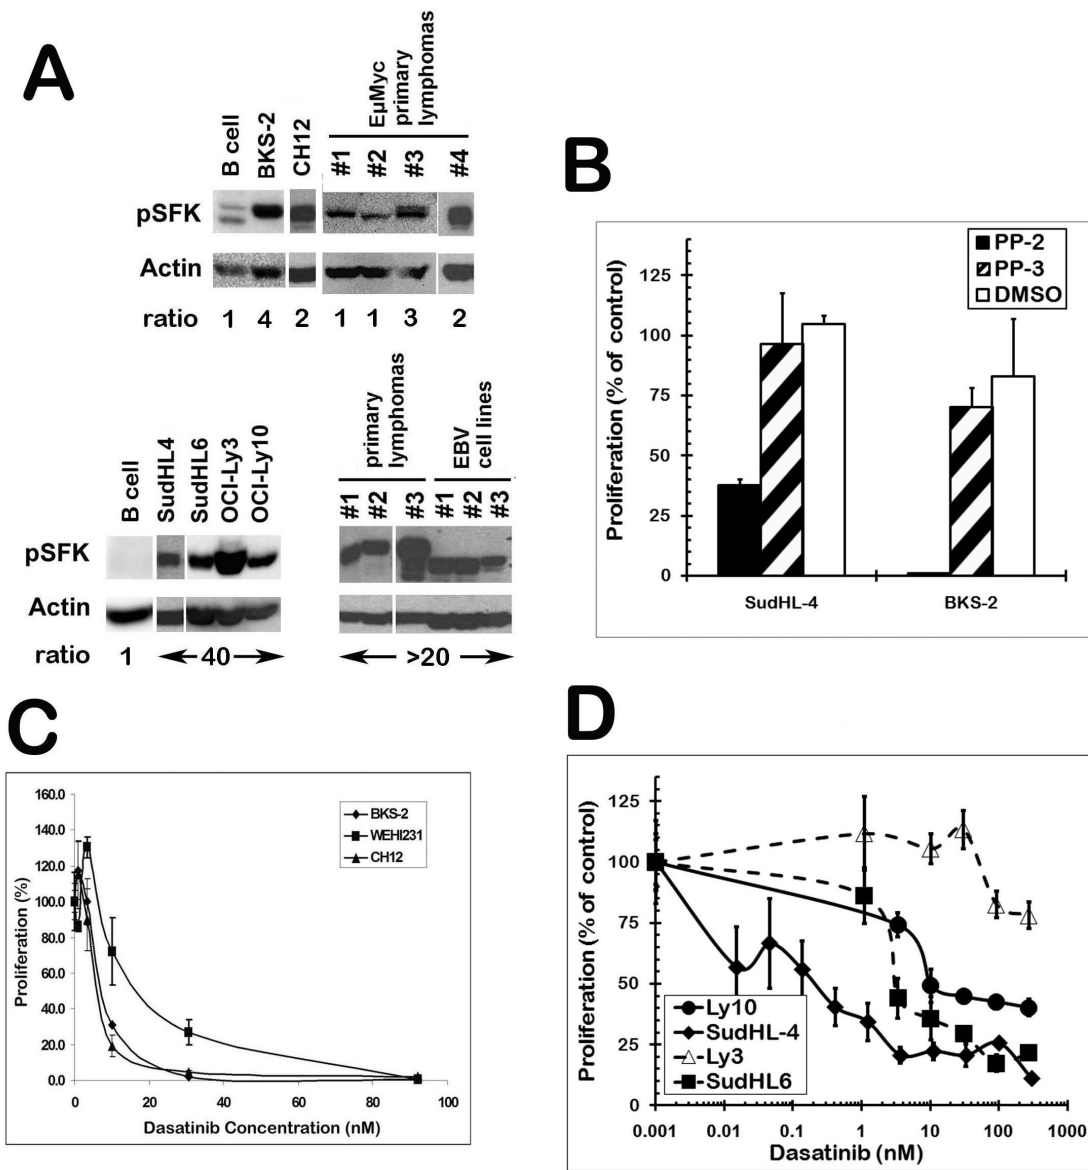 A
B cell
BKS-2
CH12
EµMyc
primary
lymphomas
#1
#2
#3
#4
pSFK
Actin
ratio 1 4 2 1 1 3 2
B cell
SudHL4
SudHL6
OCI-Ly3
OCI-Ly10
primary
lymphomas
EBV
cell lines
#1
#2
#3
#1
#2
#3
pSFK
Actin
ratio 1 40 >20
B
PP-2
PP-3
DMSO
Proliferation (% of control)
125
100
75
50
25
0
SudHL-4 BKS-2
C
Proliferation (%)
160.0
140.0
120.0
100.0
80.0
60.0
40.0
20.0
0.0
BKS-2
WEHI231
CH12
0 20 40 60 80 100
Dasatinib Concentration (nM)
D
Proliferation (% of control)
125
100
75
50
25
0
Ly10
SudHL-4
Ly3
SudHL6
0.001 0.01 0.1 1 10 100 1000
Dasatinib (nM)